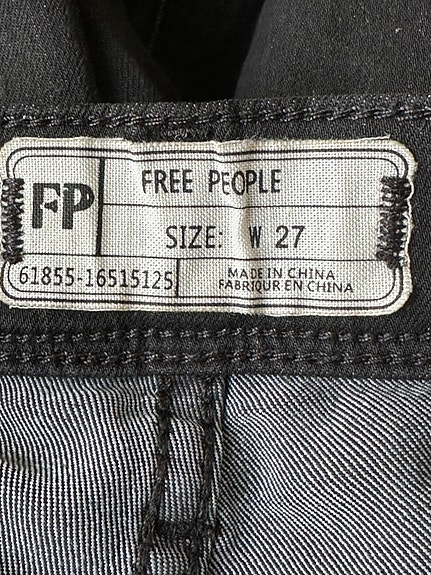 FP
FREE PEOPLE
SIZE: W 27
61855-16515125
MADE IN CHINA
FABRIQUR EN CHINA